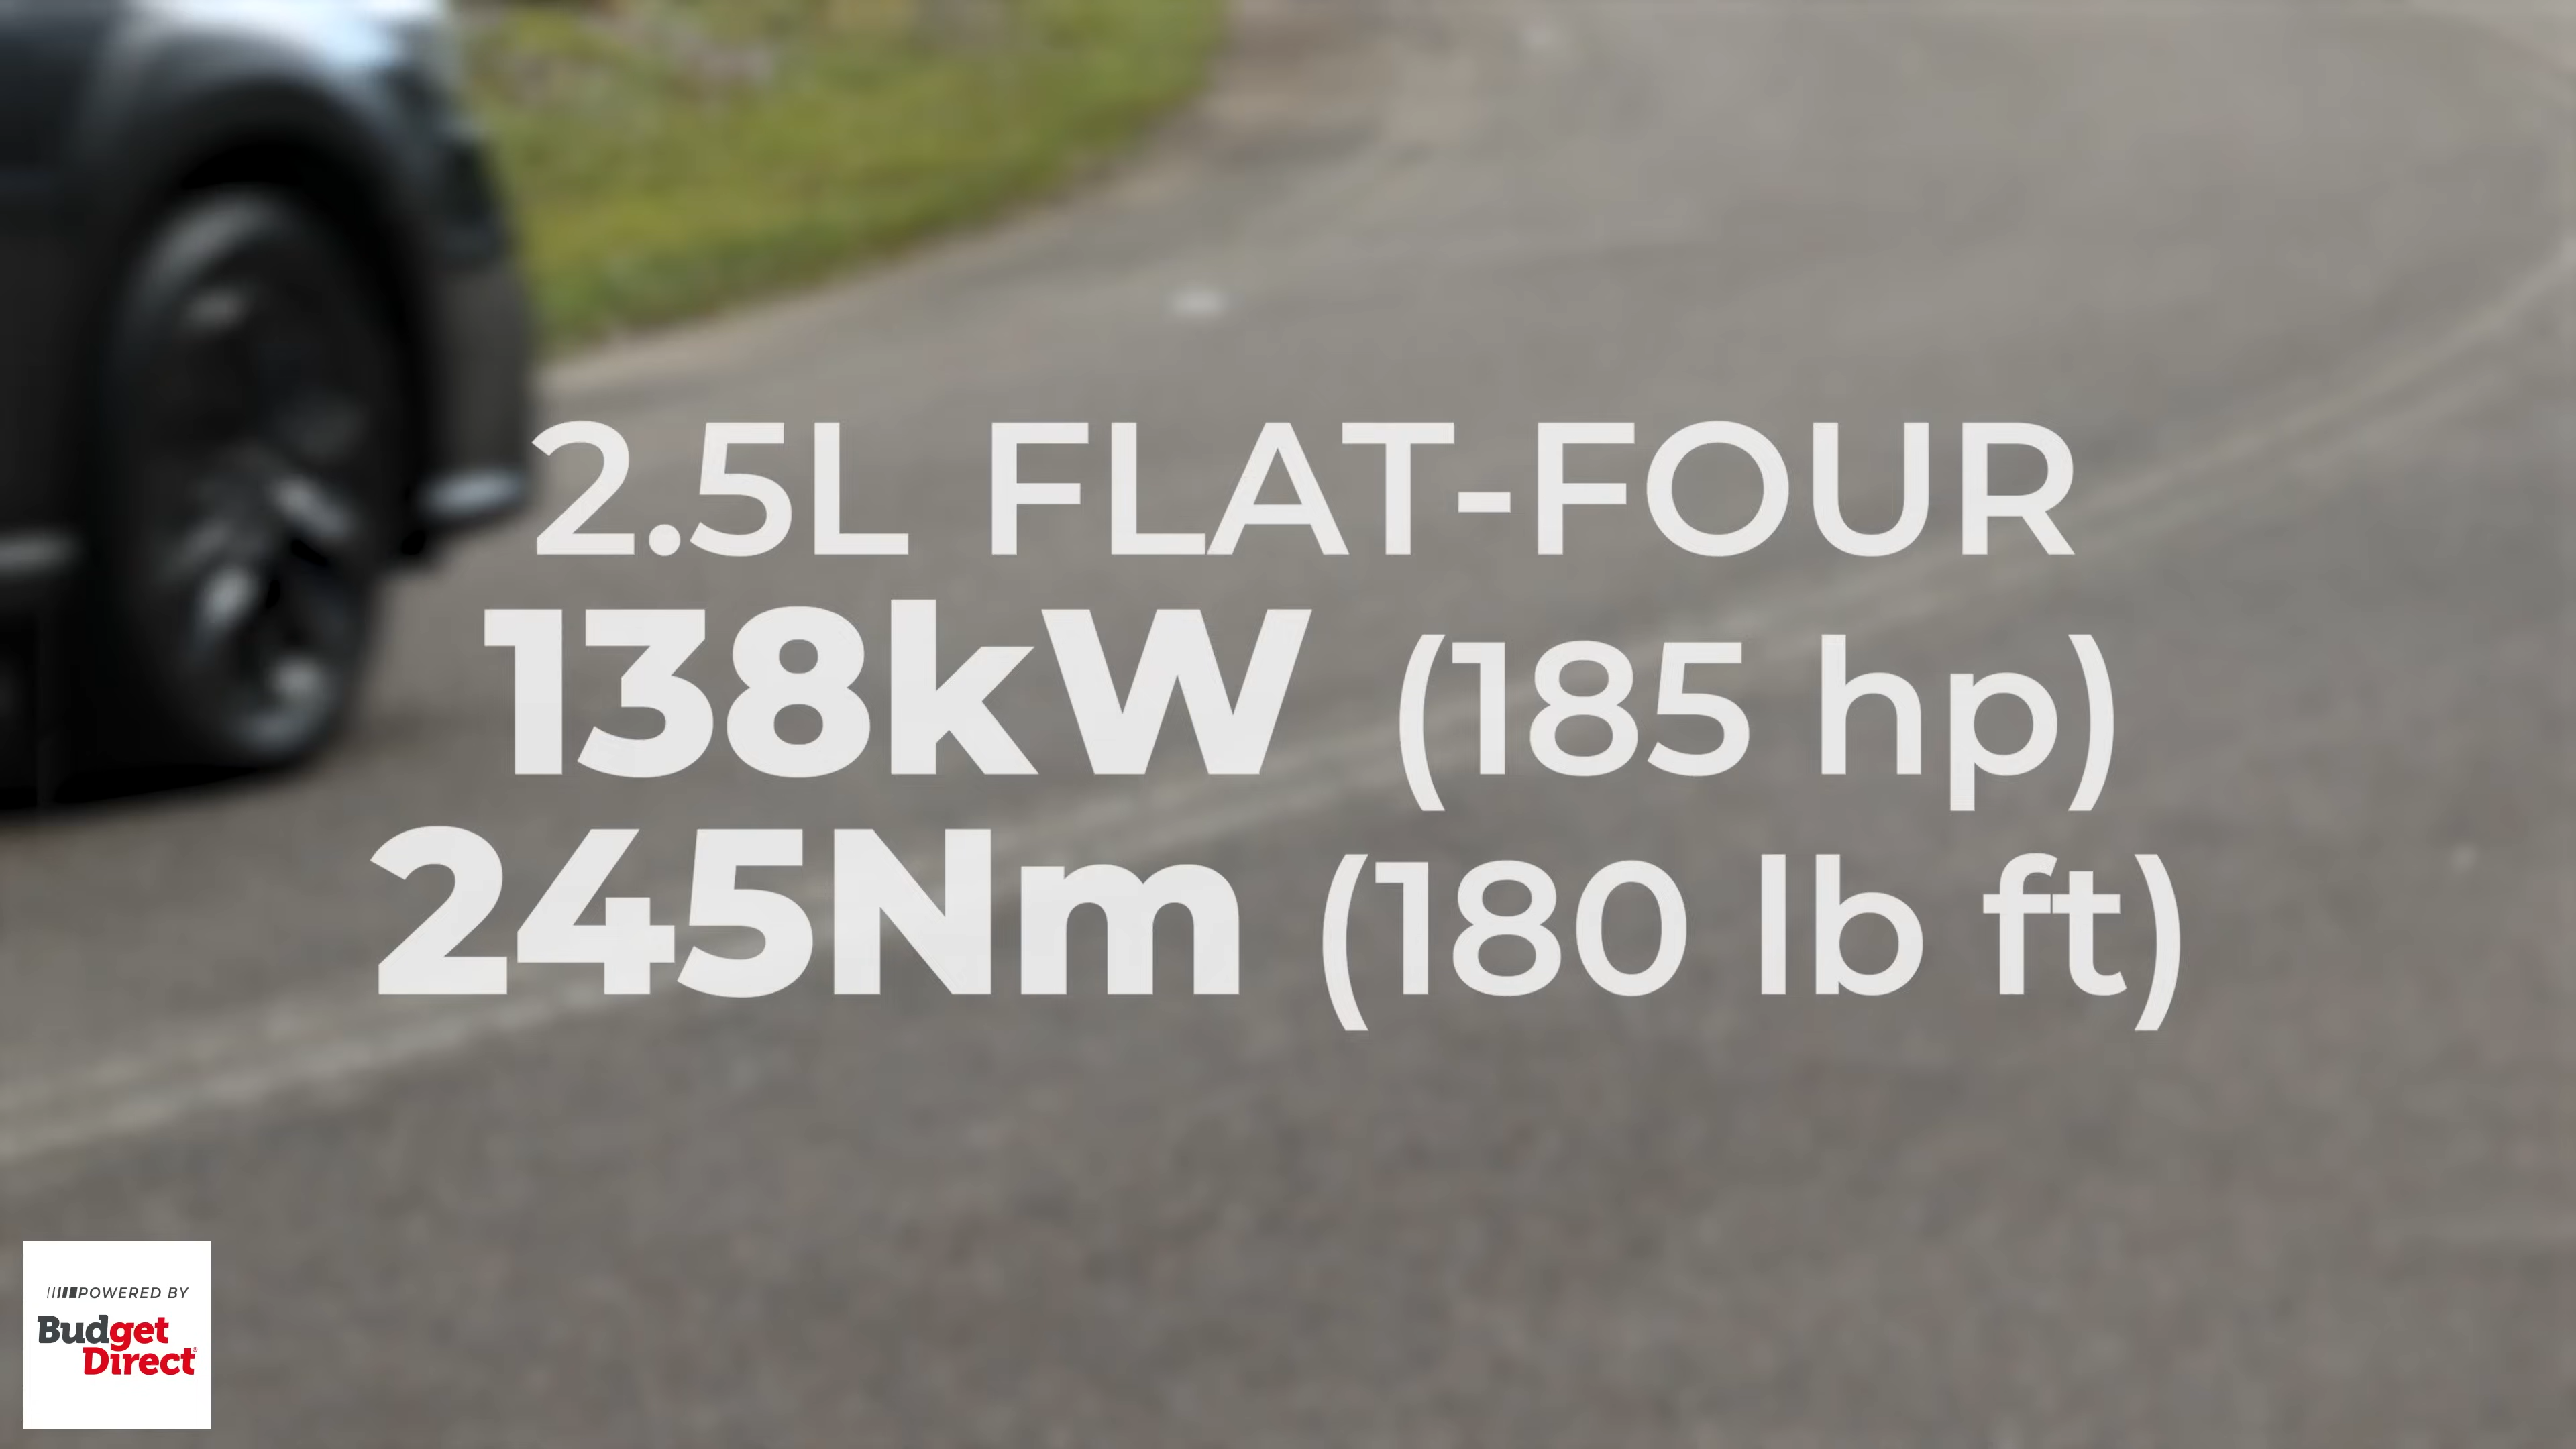 2.5L FLAT-FOUR
138kW (185 hp)
245Nm (180 lb ft)
POWERED BY
Budget
Direct